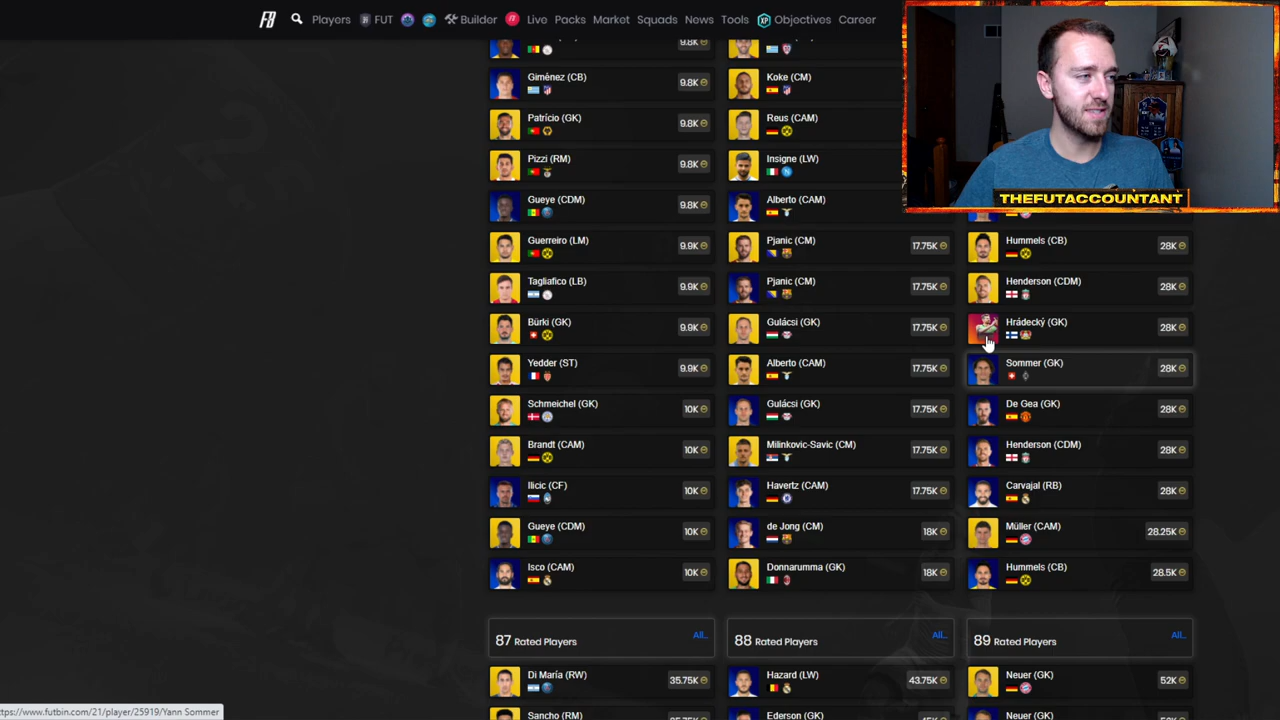 FB Players FUT Builder Live Packs Market Squads News Tools XP Objectives Career
9.8K
Giménez (CB) 9.8K
Patrício (GK) 9.8K
Pizzi (RM) 9.8K
Gueye (CDM) 9.8K
Guerreiro (LM) 9.9K
Tagliafico (LB) 9.9K
Bürki (GK) 9.9K
Yedder (ST) 9.9K
Schmeichel (GK) 10K
Brandt (CAM) 10K
Ilicic (CF) 10K
Gueye (CDM) 10K
Isco (CAM) 10K
Koke (CM)
Reus (CAM)
Insigne (LW)
Alberto (CAM)
Pjanic (CM) 17.75K
Pjanic (CM) 17.75K
Gulácsi (GK) 17.75K
Alberto (CAM) 17.75K
Gulácsi (GK) 17.75K
Milinkovic-Savic (CM) 17.75K
Havertz (CAM) 17.75K
de Jong (CM) 18K
Donnarumma (GK) 18K
THEFUTACCOUNTANT
Hummels (CB) 28K
Henderson (CDM) 28K
Hrádecký (GK) 28K
Sommer (GK) 28K
De Gea (GK) 28K
Henderson (CDM) 28K
Carvajal (RB) 28K
Müller (CAM) 28.25K
Hummels (CB) 28.5K
87 Rated Players All..
Di María (RW) 35.75K
Sancho (RM)
88 Rated Players All..
Hazard (LW) 43.75K
Ederson (GK)
89 Rated Players All..
Neuer (GK) 52K
Neuer (GK)
https://www.futbin.com/21/player/25919/Yann Sommer